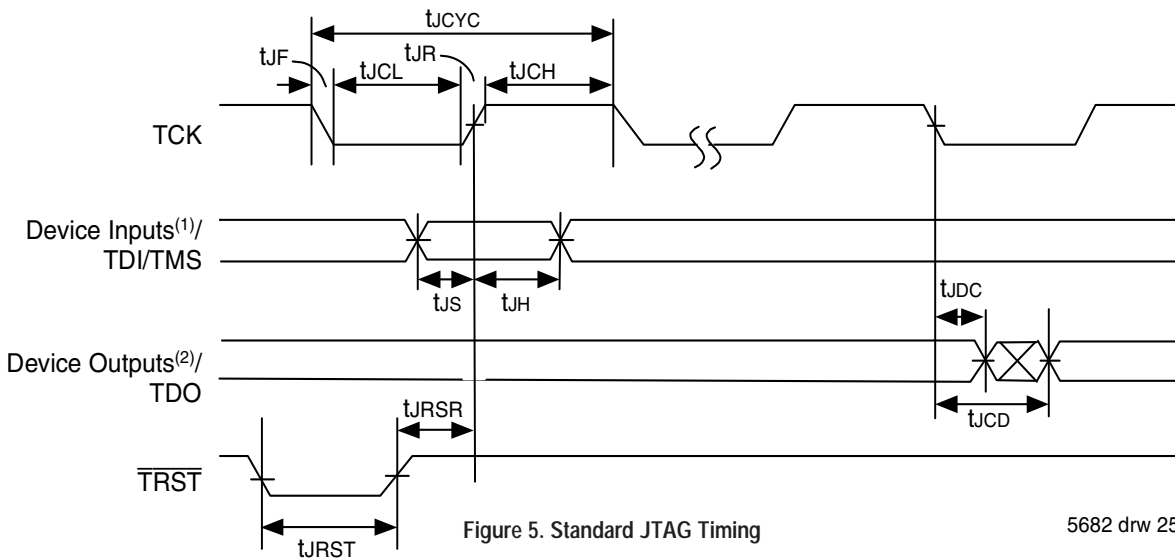 tJCYC
tJF
tJR
tJCL
tJCH
TCK
Device Inputs(1)/
TDI/TMS
tJS
tJH
tJDC
Device Outputs(2)/
TDO
tJRSR
tJCD
TRST
tJRST
Figure 5. Standard JTAG Timing
5682 drw 25